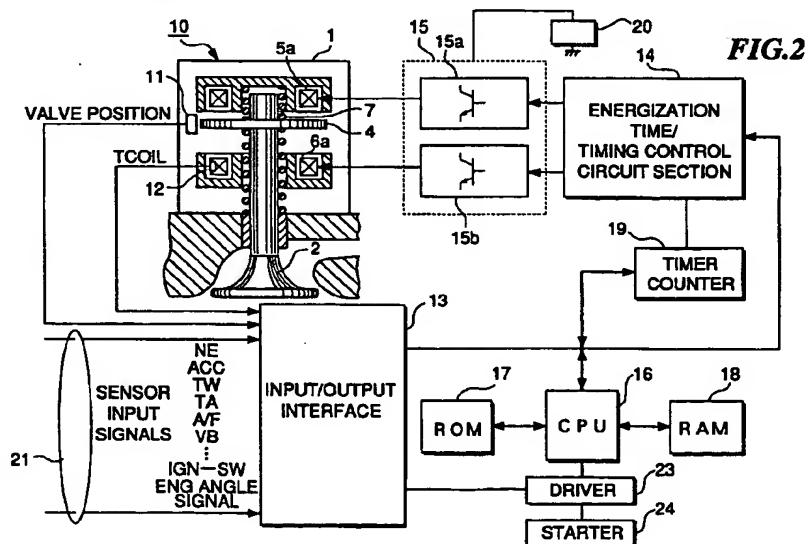 FIG.2
10
1
5a
11
7
VALVE POSITION
4
TCOIL
6a
12
2
15
15a
15b
20
14
ENERGIZATION
TIME/
TIMING CONTROL
CIRCUIT SECTION
19
TIMER
COUNTER
13
INPUT/OUTPUT
INTERFACE
17
ROM
16
CPU
18
RAM
23
DRIVER
24
STARTER
21
SENSOR
INPUT
SIGNALS
NE
ACC
TW
TA
A/F
VB
⋮
IGN-SW
ENG ANGLE
SIGNAL